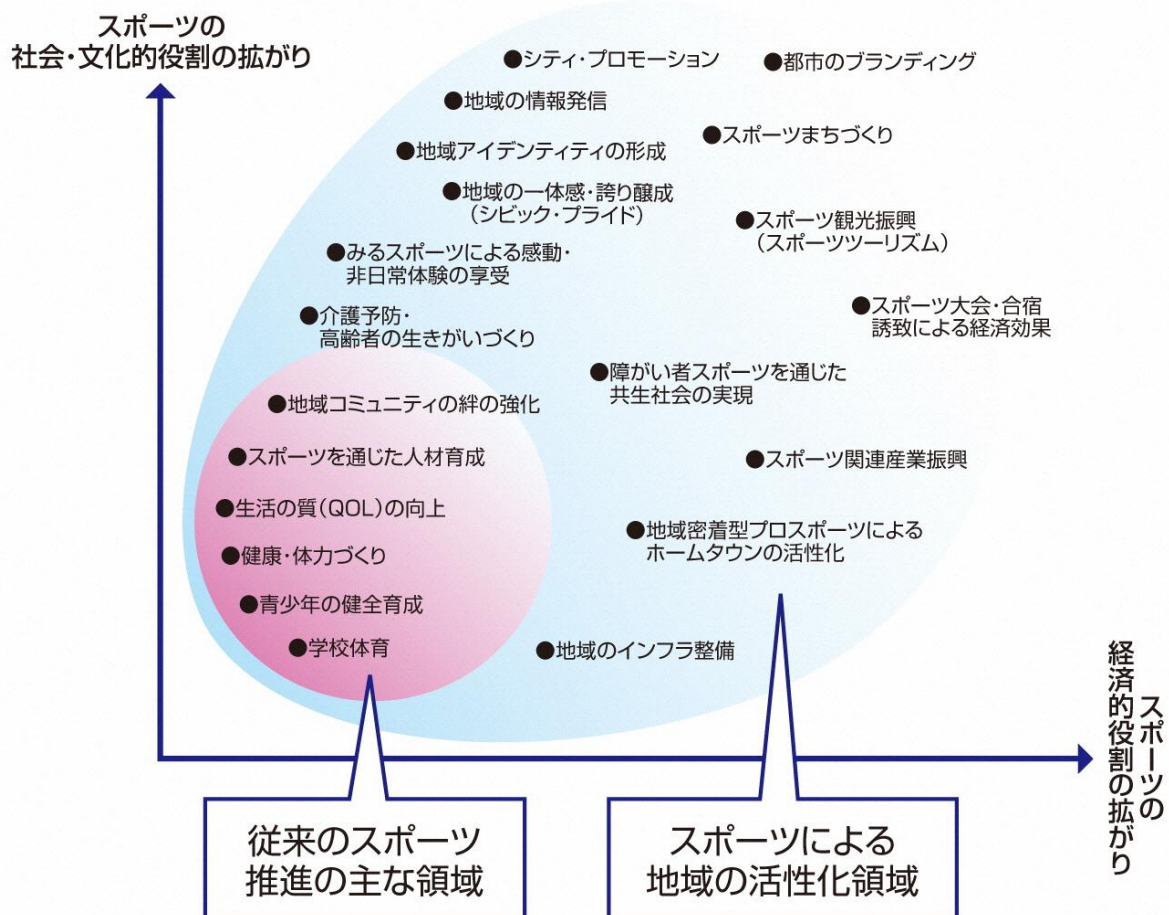 スポーツの
社会・文化的役割の拡がり
●シティ・プロモーション
●都市のブランディング
●地域の情報発信
●スポーツまちづくり
●地域アイデンティティの形成
●地域の一体感・誇り醸成
（シビック・プライド）
●スポーツ観光振興
（スポーツツーリズム）
●みるスポーツによる感動・
非日常体験の享受
●スポーツ大会・合宿
誘致による経済効果
●介護予防・
高齢者の生きがいづくり
●障がい者スポーツを通じた
共生社会の実現
●地域コミュニティの絆の強化
●スポーツを通じた人材育成
●スポーツ関連産業振興
●生活の質（QOL）の向上
●地域密着型プロスポーツによる
ホームタウンの活性化
●健康・体力づくり
●青少年の健全育成
●学校体育
●地域のインフラ整備
スポーツの
経済的役割の拡がり
従来のスポーツ
推進の主な領域
スポーツによる
地域の活性化領域